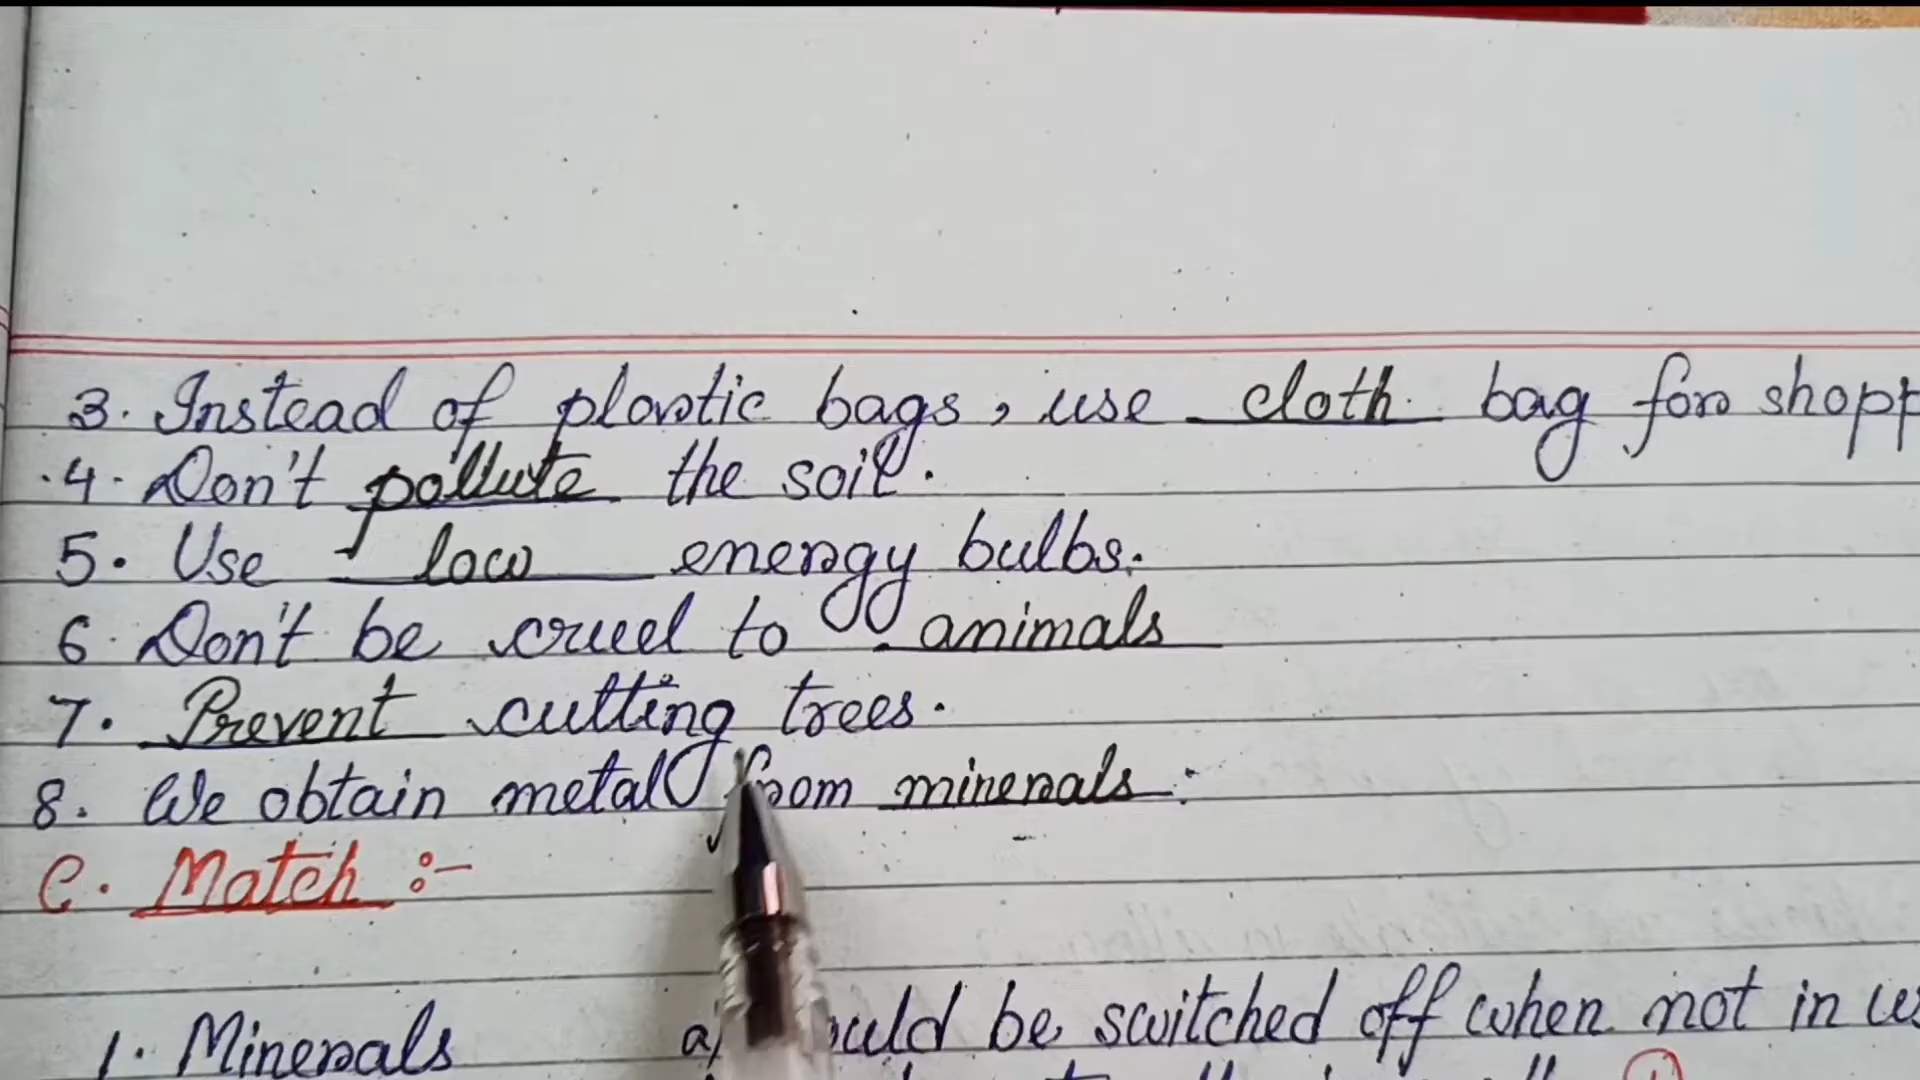 3. Instead of plastic bags, use cloth bag for shopp
4. Don't pollute the soil.
5. Use low energy bulbs.
6. Don't be cruel to animals
7. Prevent cutting trees.
8. We obtain metal from minerals.
C. Match :-
1. Minerals a) be switched off when not in us